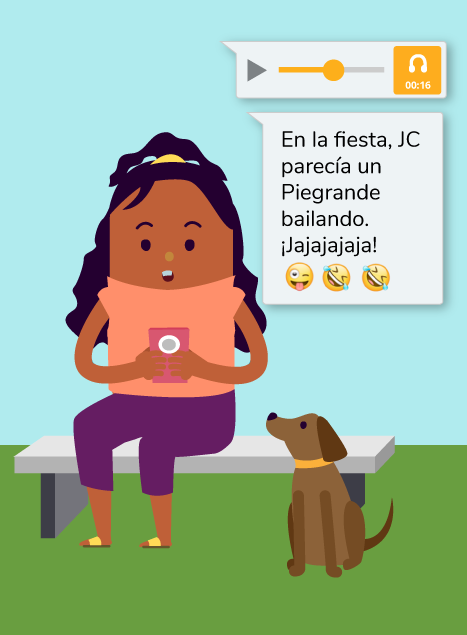 00:16
En la fiesta, JC
parecía un
Piegrande
bailando.
¡Jajajajaja!